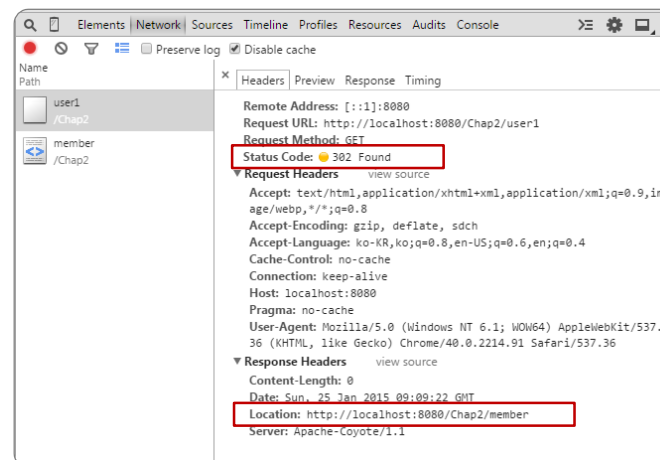 Elements Network Sources Timeline Profiles Resources Audits Console
Preserve log Disable cache
Name
Path
user1
/Chap2
member
/Chap2
× Headers Preview Response Timing
Remote Address: [::1]:8080
Request URL: http://localhost:8080/Chap2/user1
Request Method: GET
Status Code: 302 Found
Request Headers view source
Accept: text/html,application/xhtml+xml,application/xml;q=0.9,im
age/webp,*/*;q=0.8
Accept-Encoding: gzip, deflate, sdch
Accept-Language: ko-KR,ko;q=0.8,en-US;q=0.6,en;q=0.4
Cache-Control: no-cache
Connection: keep-alive
Host: localhost:8080
Pragma: no-cache
User-Agent: Mozilla/5.0 (Windows NT 6.1; WOW64) AppleWebKit/537.
36 (KHTML, like Gecko) Chrome/40.0.2214.91 Safari/537.36
Response Headers view source
Content-Length: 0
Date: Sun, 25 Jan 2015 09:09:22 GMT
Location: http://localhost:8080/Chap2/member
Server: Apache-Coyote/1.1